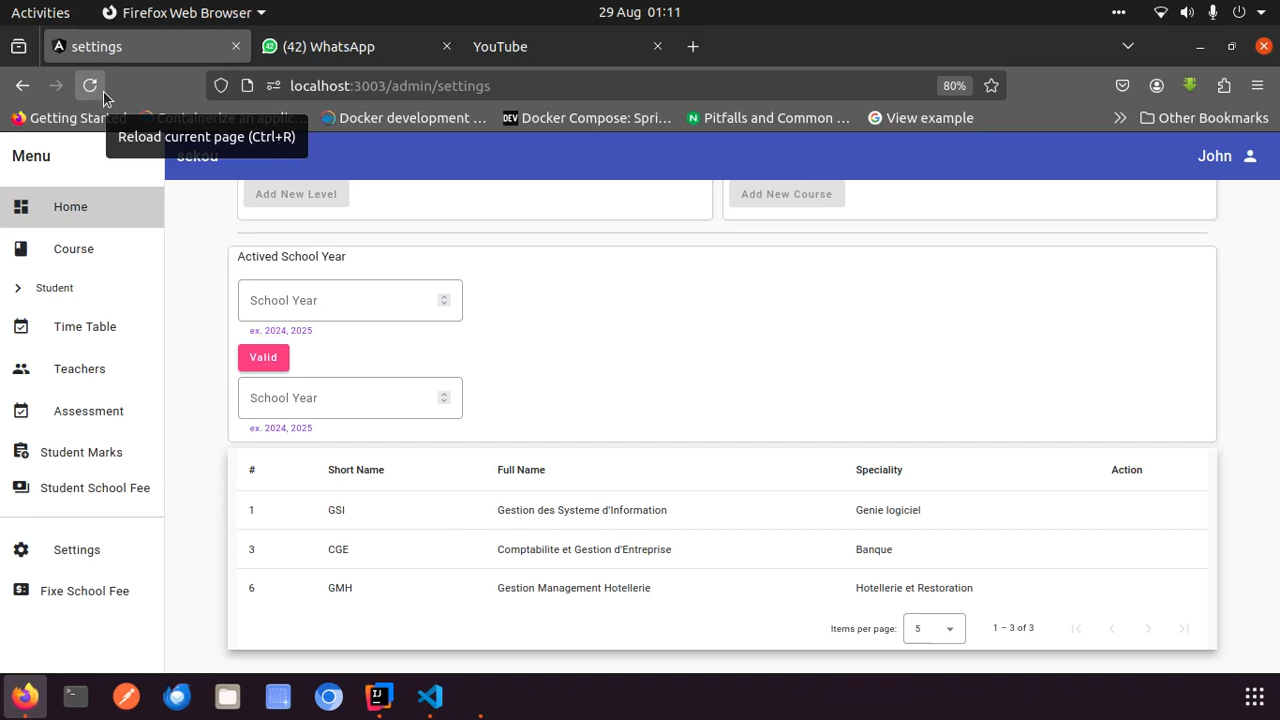 Activities Firefox Web Browser 29 Aug 01:11
settings (42) WhatsApp YouTube
localhost:3003/admin/settings 80%
Getting Started Containerize an applic... Docker development ... DEV Docker Compose: Spri... Pitfalls and Common ... View example Other Bookmarks
Reload current page (Ctrl+R)
Menu sekou John
Add New Level Add New Course
Home
Course
Student
Time Table
Teachers
Assessment
Student Marks
Student School Fee
Settings
Fixe School Fee
Actived School Year
School Year
ex. 2024, 2025
Valid
School Year
ex. 2024, 2025
# Short Name Full Name Speciality Action
1 GSI Gestion des Systeme d'Information Genie logiciel
3 CGE Comptabilite et Gestion d'Entreprise Banque
6 GMH Gestion Management Hotellerie Hotellerie et Restoration
Items per page: 5 1 – 3 of 3